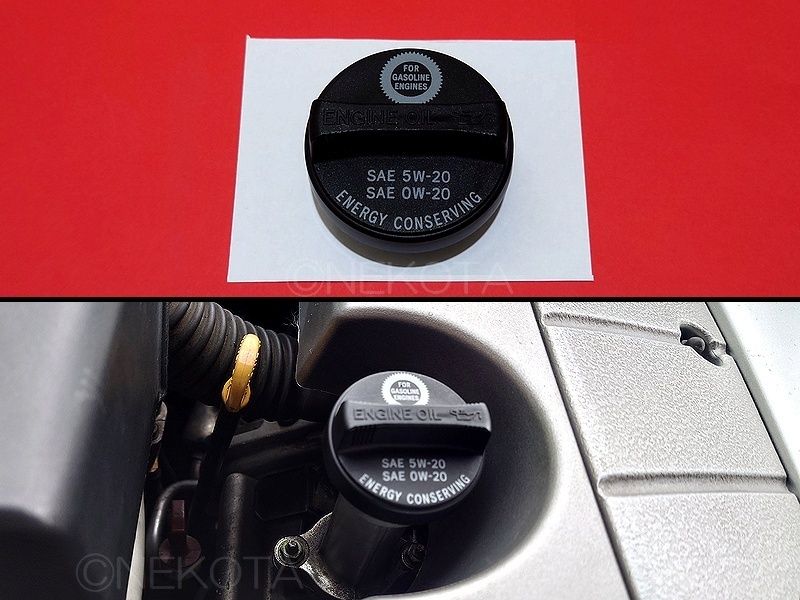 FOR
GASOLINE
ENGINES
ENGINE OIL
SAE 5W-20
SAE 0W-20
ENERGY CONSERVING
©NEKOTA
FOR
GASOLINE
ENGINES
ENGINE OIL
SAE 5W-20
SAE 0W-20
ENERGY CONSERVING
©NEKOTA